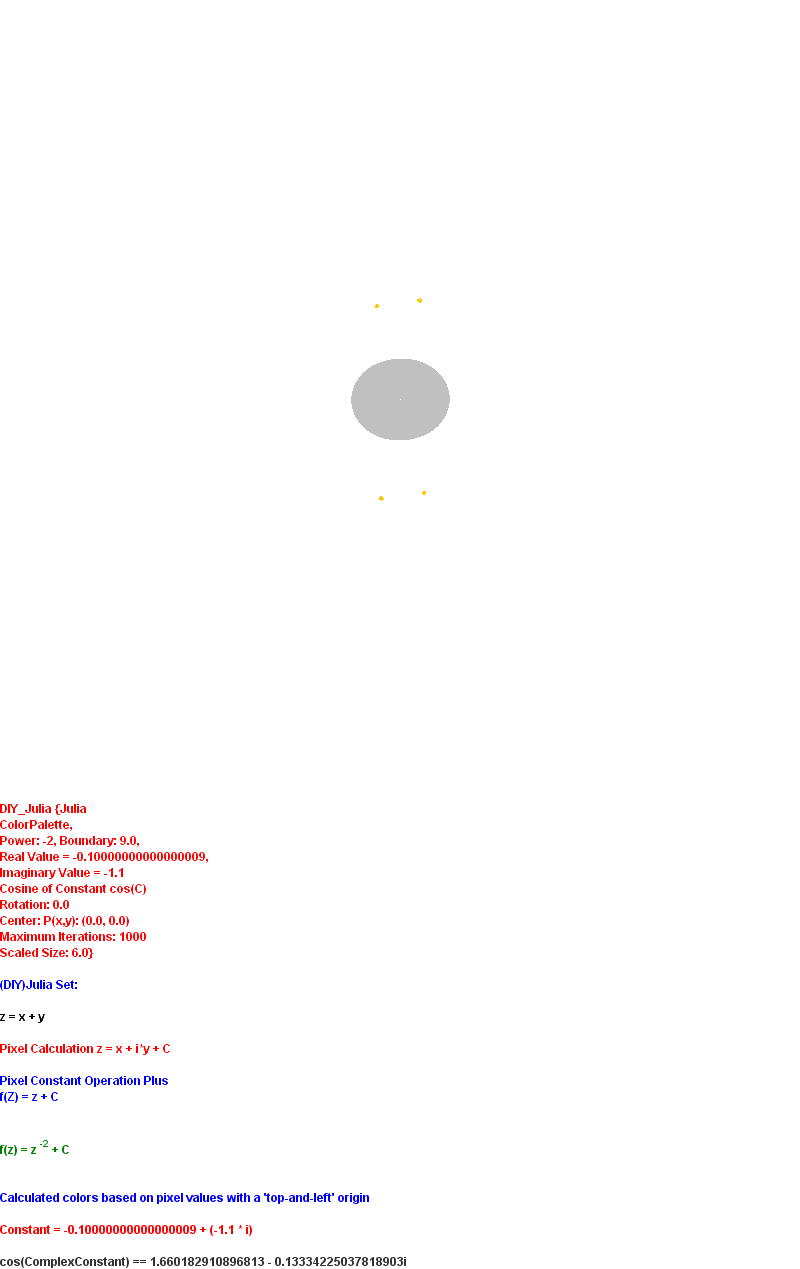 DIY_Julia {Julia
ColorPalette,
Power: -2, Boundary: 9.0,
Real Value = -0.10000000000000009,
Imaginary Value = -1.1
Cosine of Constant cos(C)
Rotation: 0.0
Center: P(x,y): (0.0, 0.0)
Maximum Iterations: 1000
Scaled Size: 6.0}
(DIY)Julia Set:
z = x + y
Pixel Calculation z = x + i*y + C
Pixel Constant Operation Plus
f(Z) = z + C
f(z) = z -2 + C
Calculated colors based on pixel values with a 'top-and-left' origin
Constant = -0.10000000000000009 + (-1.1 * i)
cos(ComplexConstant) == 1.660182910896813 - 0.13334225037818903i